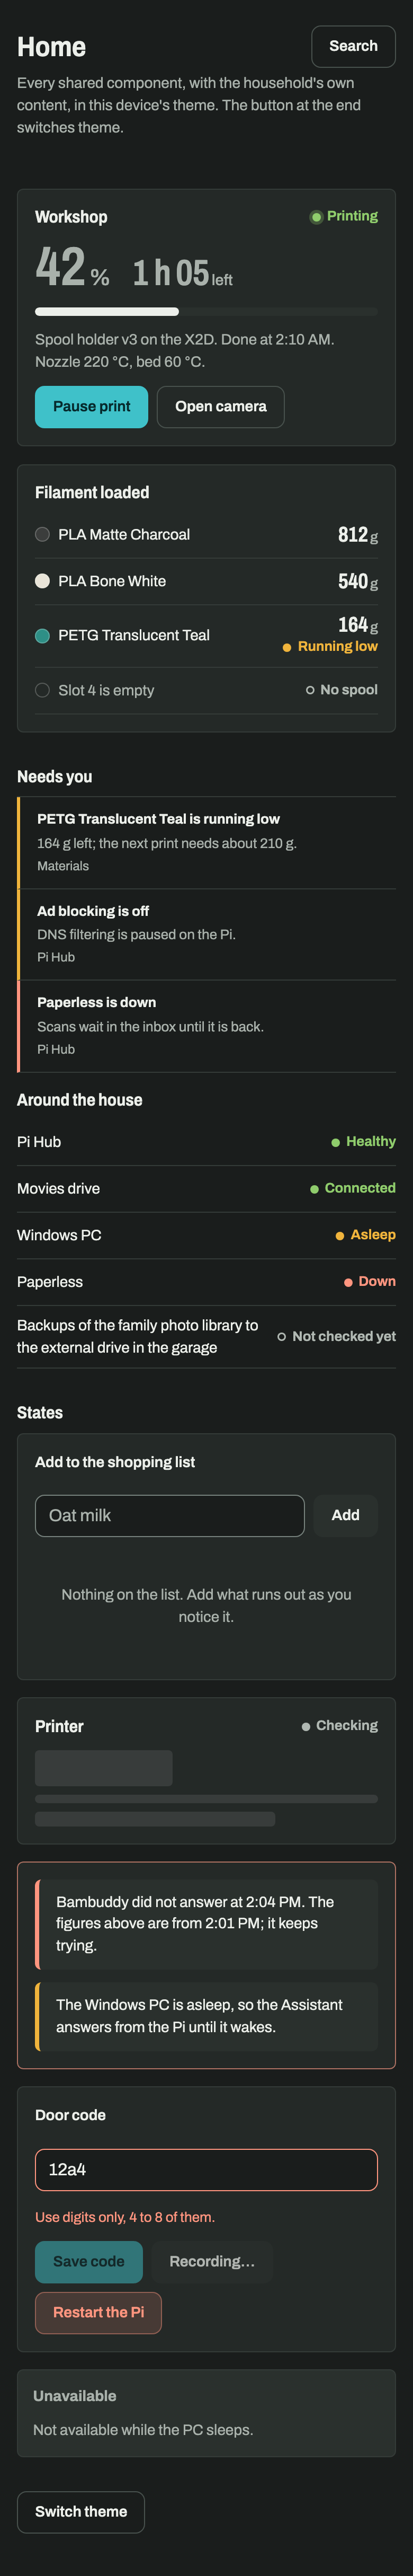 Home
Search
Every shared component, with the household's own
content, in this device's theme. The button at the end
switches theme.
Workshop
Printing
42 % 1 h 05 left
Spool holder v3 on the X2D. Done at 2:10 AM.
Nozzle 220 °C, bed 60 °C.
Pause print
Open camera
Filament loaded
PLA Matte Charcoal
812 g
PLA Bone White
540 g
PETG Translucent Teal
164 g
Running low
Slot 4 is empty
No spool
Needs you
PETG Translucent Teal is running low
164 g left; the next print needs about 210 g.
Materials
Ad blocking is off
DNS filtering is paused on the Pi.
Pi Hub
Paperless is down
Scans wait in the inbox until it is back.
Pi Hub
Around the house
Pi Hub
Healthy
Movies drive
Connected
Windows PC
Asleep
Paperless
Down
Backups of the family photo library to
the external drive in the garage
Not checked yet
States
Add to the shopping list
Oat milk
Add
Nothing on the list. Add what runs out as you
notice it.
Printer
Checking
Bambuddy did not answer at 2:04 PM. The
figures above are from 2:01 PM; it keeps
trying.
The Windows PC is asleep, so the Assistant
answers from the Pi until it wakes.
Door code
12a4
Use digits only, 4 to 8 of them.
Save code
Recording...
Restart the Pi
Unavailable
Not available while the PC sleeps.
Switch theme